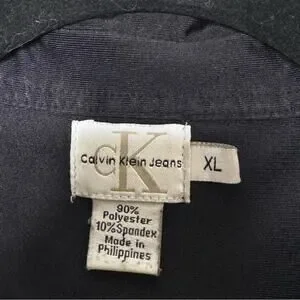 cK
Calvin Klein Jeans
XL
90%
Polyester
10% Spandex
Made in
Philippines